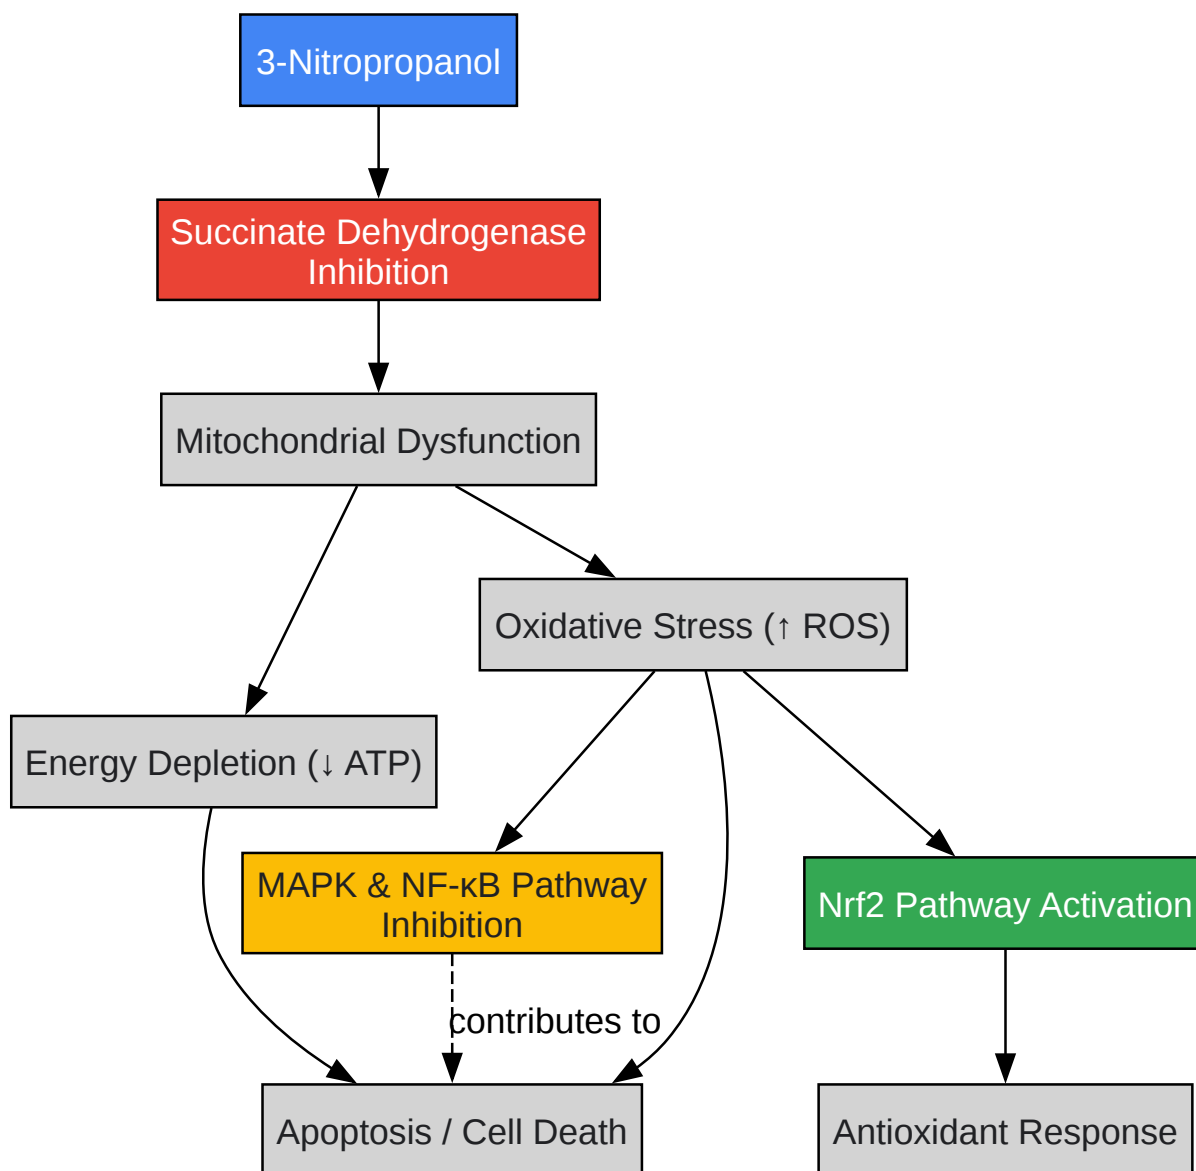 3-Nitropropanol
Succinate Dehydrogenase
Inhibition
Mitochondrial Dysfunction
Oxidative Stress (↑ ROS)
Energy Depletion (↓ ATP)
MAPK & NF-κB Pathway
Inhibition
Nrf2 Pathway Activation
contributes to
Apoptosis / Cell Death
Antioxidant Response